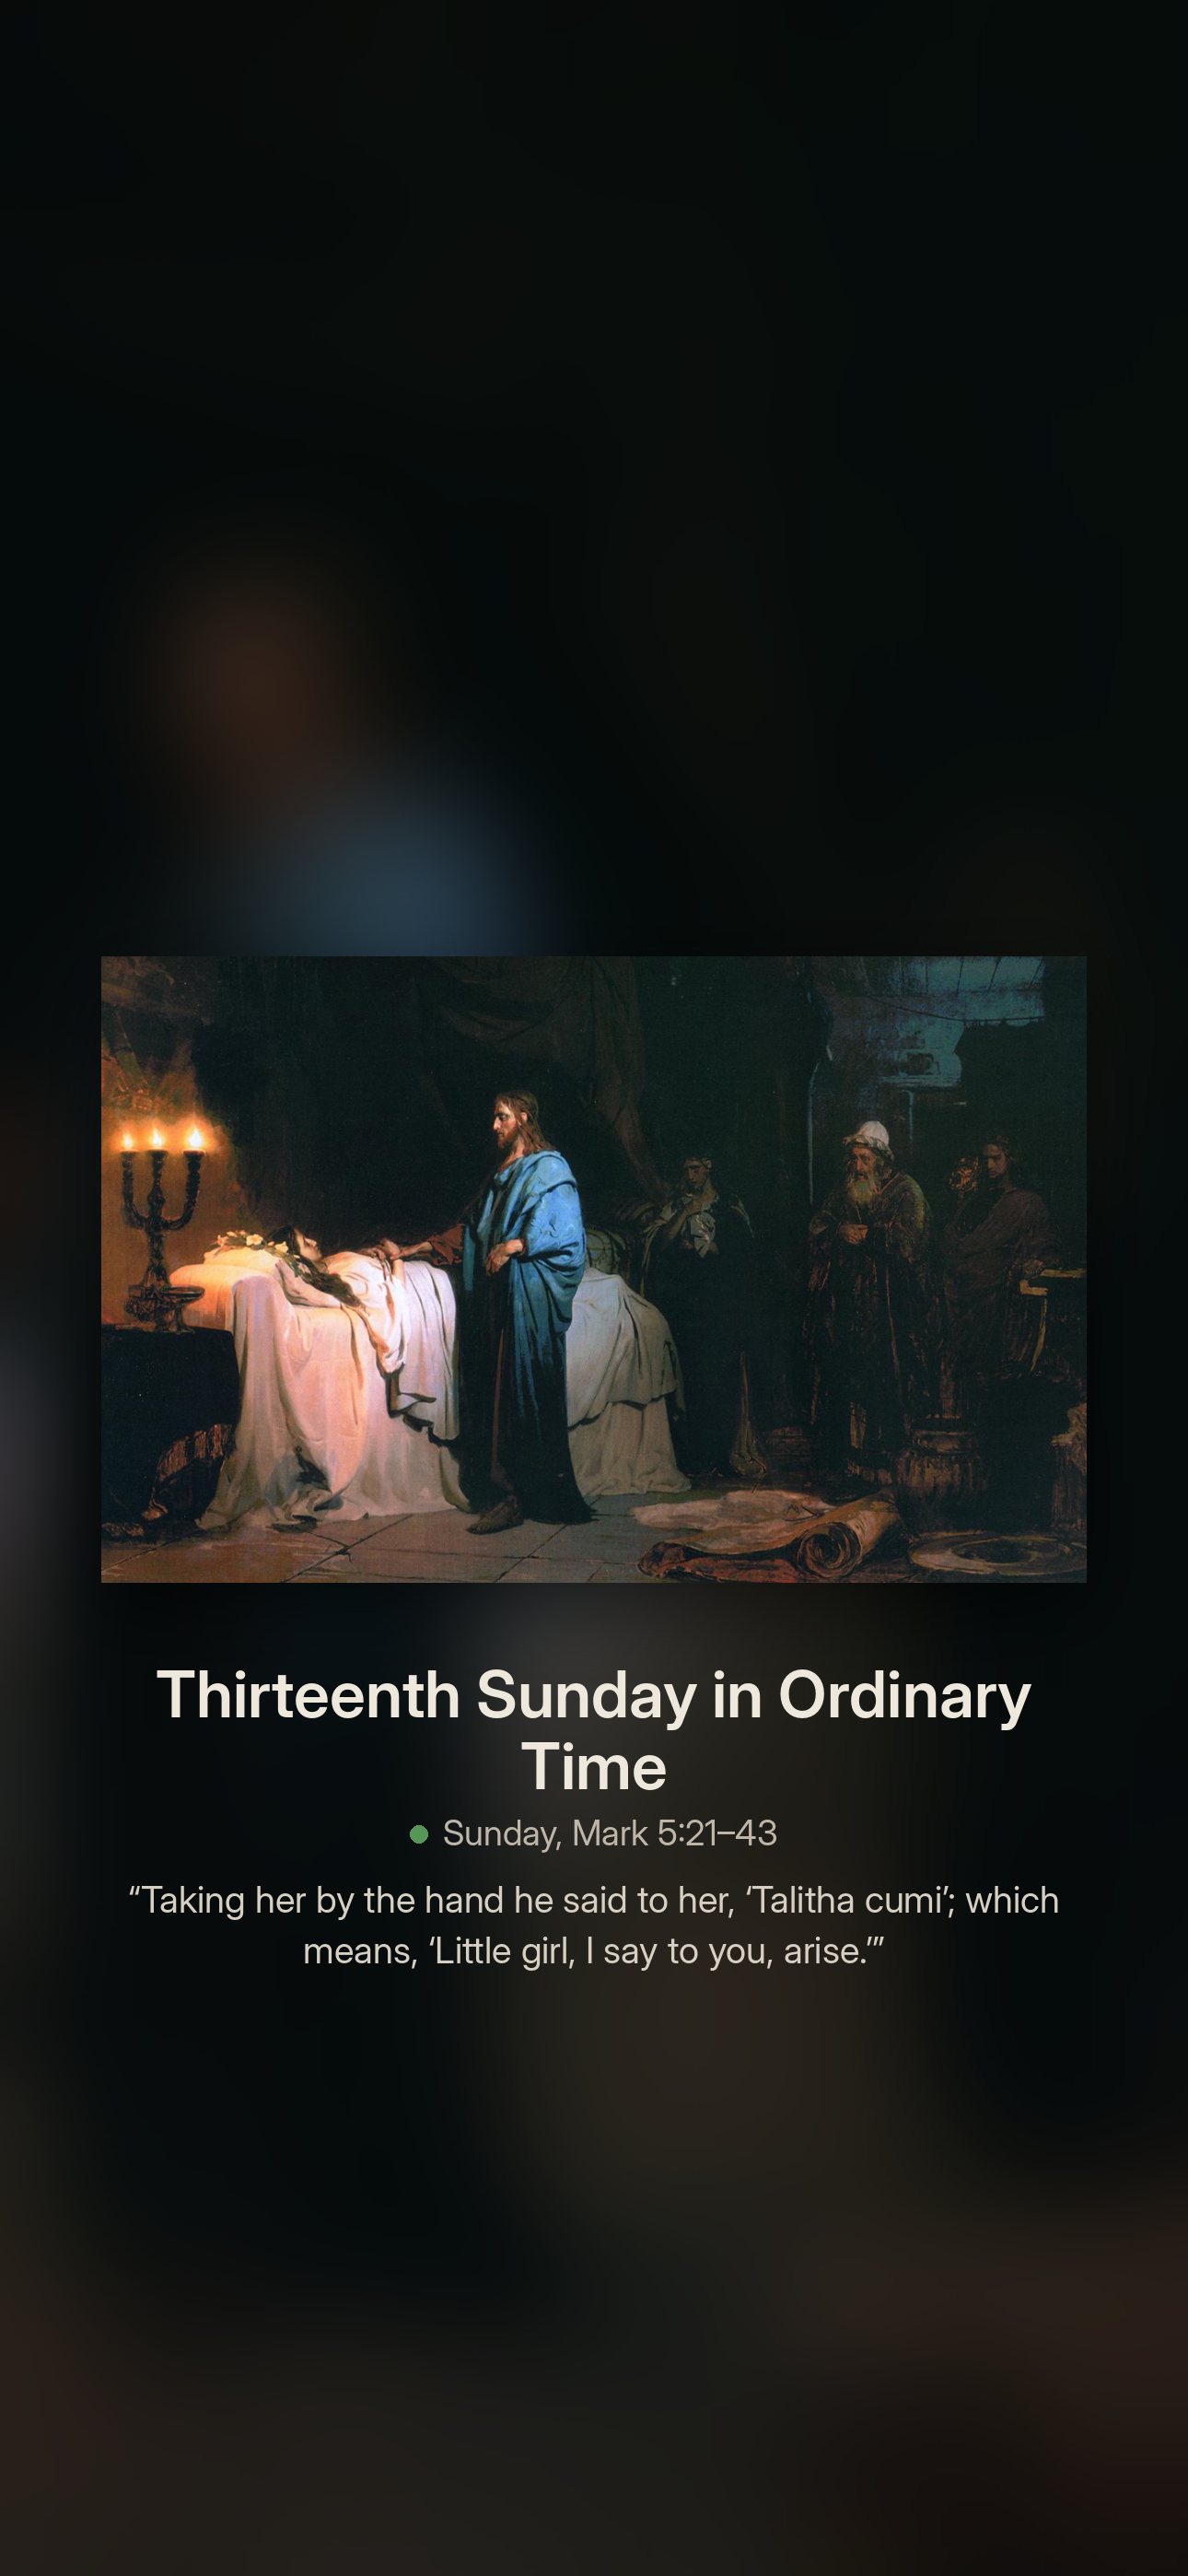 Thirteenth Sunday in Ordinary
Time
Sunday, Mark 5:21–43
“Taking her by the hand he said to her, ‘Talitha cumi’; which
means, ‘Little girl, I say to you, arise.’”